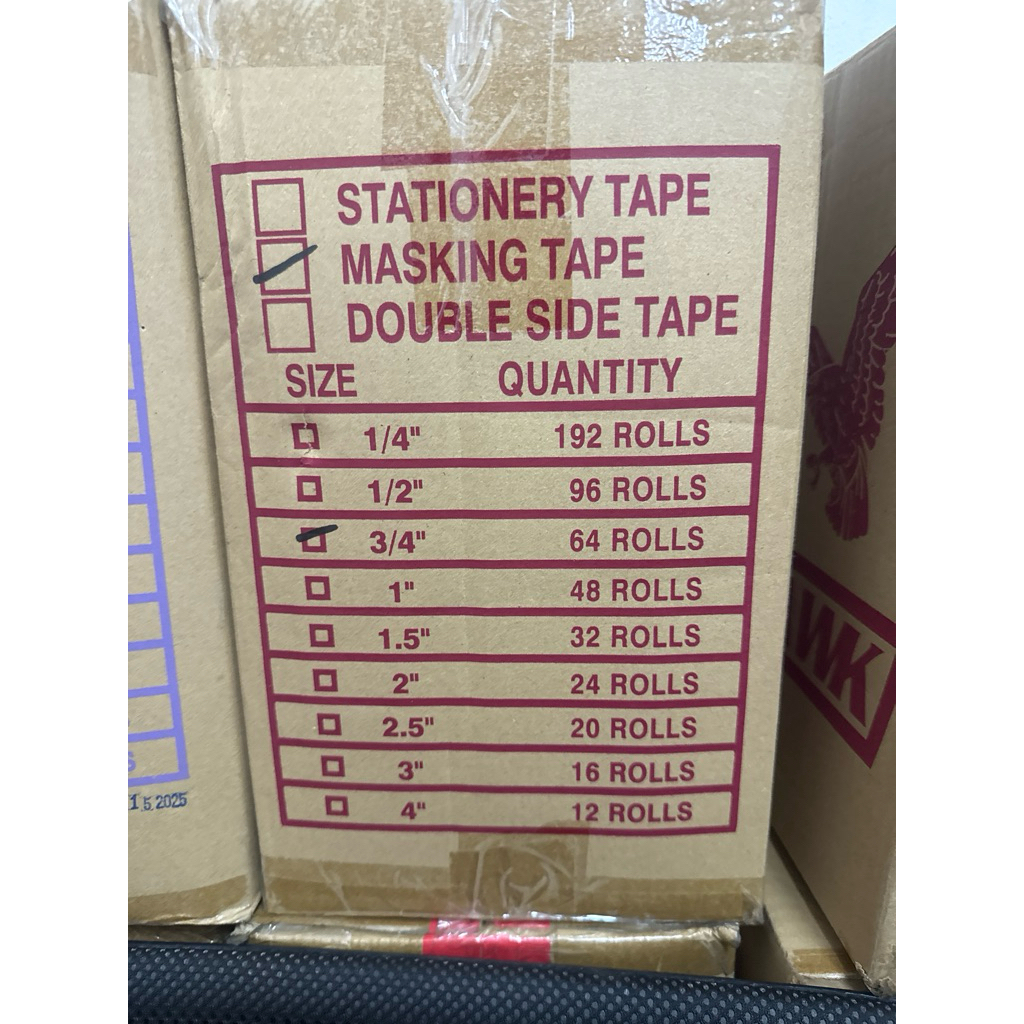 STATIONERY TAPE
MASKING TAPE
DOUBLE SIDE TAPE
SIZE QUANTITY
1/4" 192 ROLLS
1/2" 96 ROLLS
3/4" 64 ROLLS
1" 48 ROLLS
1.5" 32 ROLLS
2" 24 ROLLS
2.5" 20 ROLLS
3" 16 ROLLS
4" 12 ROLLS
WK
S
1 5 2025